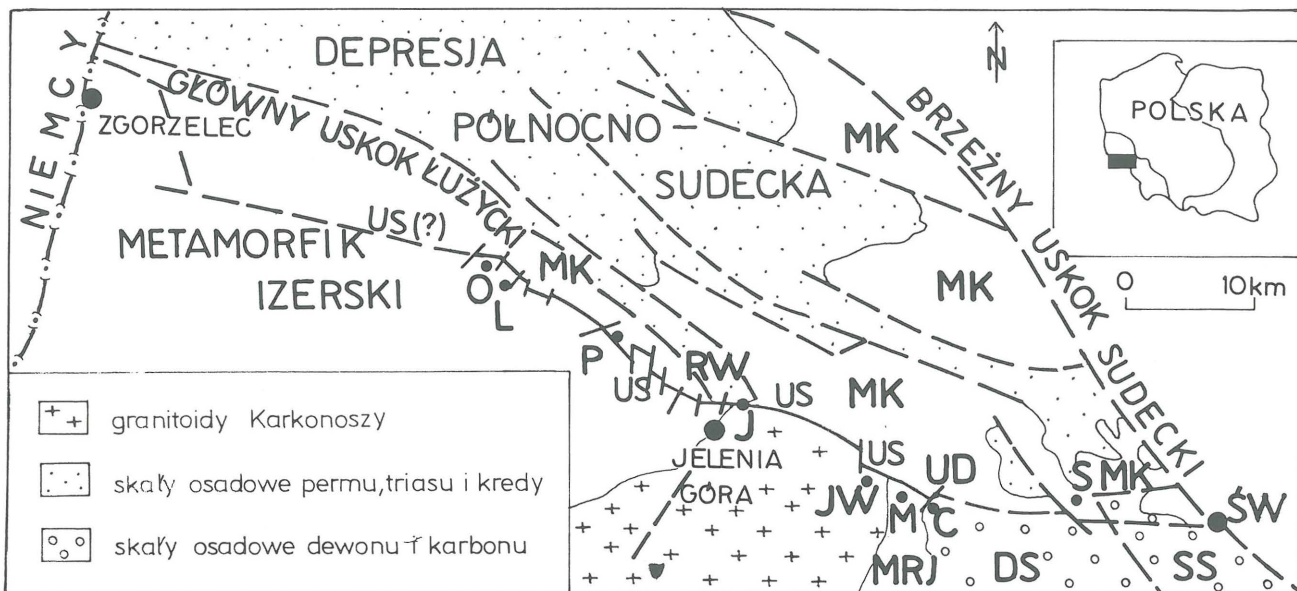 NIEMCY
ZGORZELEC
DEPRESJA
PÓŁNOCNO –
SUDECKA
GŁÓWNY USKOK ŁUŻYCKI
BRZEŻNY USKOK SUDECKI
N
POLSKA
0 10km
METAMORFIK
IZERSKI
US (?)
MK
MK
MK
MK
O
L
P
US
RW
US
J
JELENIA
GÓRA
US
JW
UD
M
C
S
MK
ŚW
MRJ
DS
SS
granitoidy Karkonoszy
skały osadowe permu, triasu i kredy
skały osadowe dewonu i karbonu